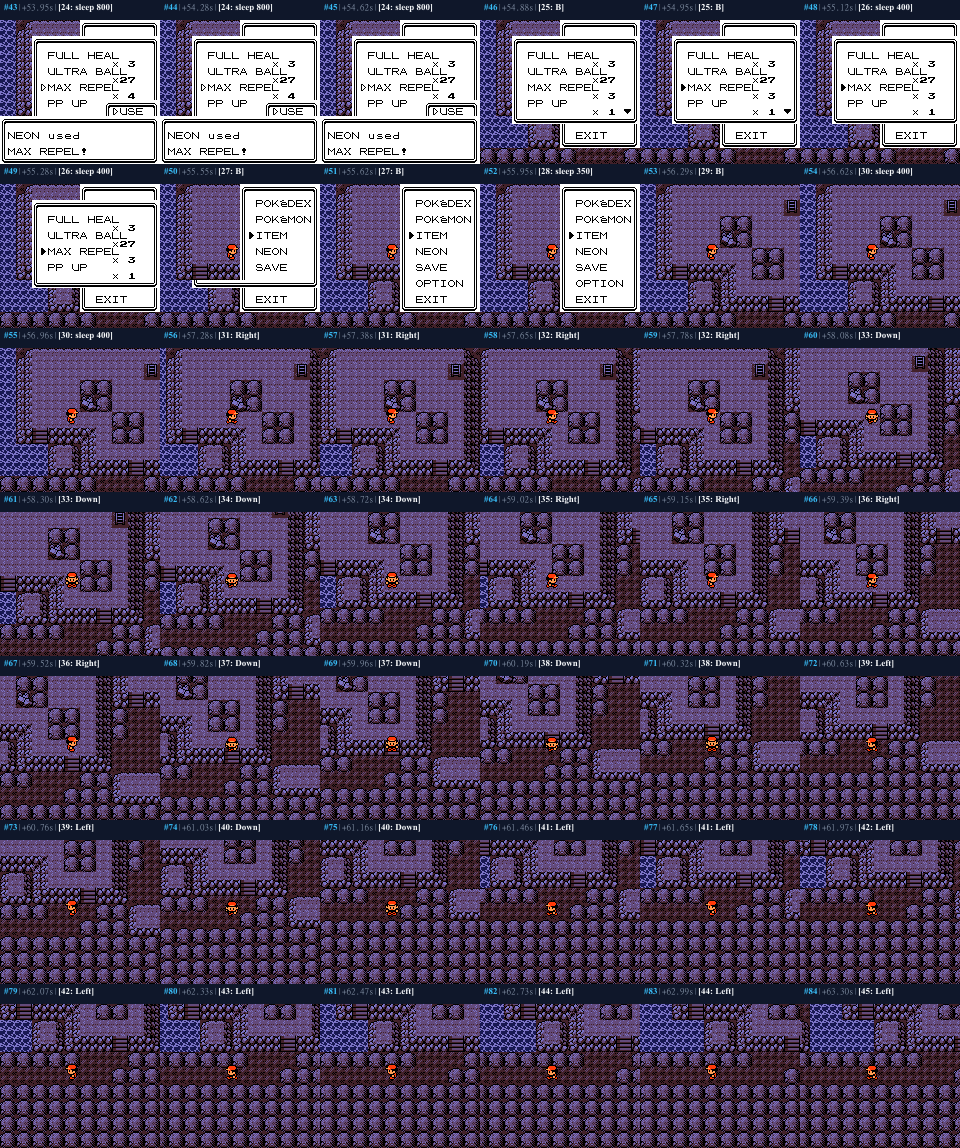 #43|+53.95s| [24: sleep 800]
#44|+54.28s| [24: sleep 800]
#45|+54.62s| [24: sleep 800]
#46|+54.88s| [25: B]
#47|+54.95s| [25: B]
#48|+55.12s| [26: sleep 400]
FULL HEAL
× 3
ULTRA BALL
×27
▷MAX REPEL
× 4
PP UP
▷USE
NEON used
MAX REPEL!
FULL HEAL
× 3
ULTRA BALL
×27
▷MAX REPEL
× 4
PP UP
▷USE
NEON used
MAX REPEL!
FULL HEAL
× 3
ULTRA BALL
×27
▷MAX REPEL
× 4
PP UP
▷USE
NEON used
MAX REPEL!
FULL HEAL
× 3
ULTRA BALL
×27
MAX REPEL
× 3
PP UP
× 1 ▼
EXIT
FULL HEAL
× 3
ULTRA BALL
×27
▶MAX REPEL
× 3
PP UP
× 1 ▼
EXIT
FULL HEAL
× 3
ULTRA BALL
×27
▶MAX REPEL
× 3
PP UP
× 1
EXIT
#49|+55.28s| [26: sleep 400]
#50|+55.55s| [27: B]
#51|+55.62s| [27: B]
#52|+55.95s| [28: sleep 350]
#53|+56.29s| [29: B]
#54|+56.62s| [30: sleep 400]
FULL HEAL
× 3
ULTRA BALL
×27
▶MAX REPEL
× 3
PP UP
× 1
EXIT
POKéDEX
POKéMON
▶ITEM
NEON
SAVE
EXIT
POKéDEX
POKéMON
▶ITEM
NEON
SAVE
OPTION
EXIT
POKéDEX
POKéMON
▶ITEM
NEON
SAVE
OPTION
EXIT
#55|+56.96s| [30: sleep 400]
#56|+57.28s| [31: Right]
#57|+57.38s| [31: Right]
#58|+57.65s| [32: Right]
#59|+57.78s| [32: Right]
#60|+58.08s| [33: Down]
#61|+58.30s| [33: Down]
#62|+58.62s| [34: Down]
#63|+58.72s| [34: Down]
#64|+59.02s| [35: Right]
#65|+59.15s| [35: Right]
#66|+59.39s| [36: Right]
#67|+59.52s| [36: Right]
#68|+59.82s| [37: Down]
#69|+59.96s| [37: Down]
#70|+60.19s| [38: Down]
#71|+60.32s| [38: Down]
#72|+60.63s| [39: Left]
#73|+60.76s| [39: Left]
#74|+61.03s| [40: Down]
#75|+61.16s| [40: Down]
#76|+61.46s| [41: Left]
#77|+61.65s| [41: Left]
#78|+61.97s| [42: Left]
#79|+62.07s| [42: Left]
#80|+62.33s| [43: Left]
#81|+62.47s| [43: Left]
#82|+62.73s| [44: Left]
#83|+62.99s| [44: Left]
#84|+63.30s| [45: Left]